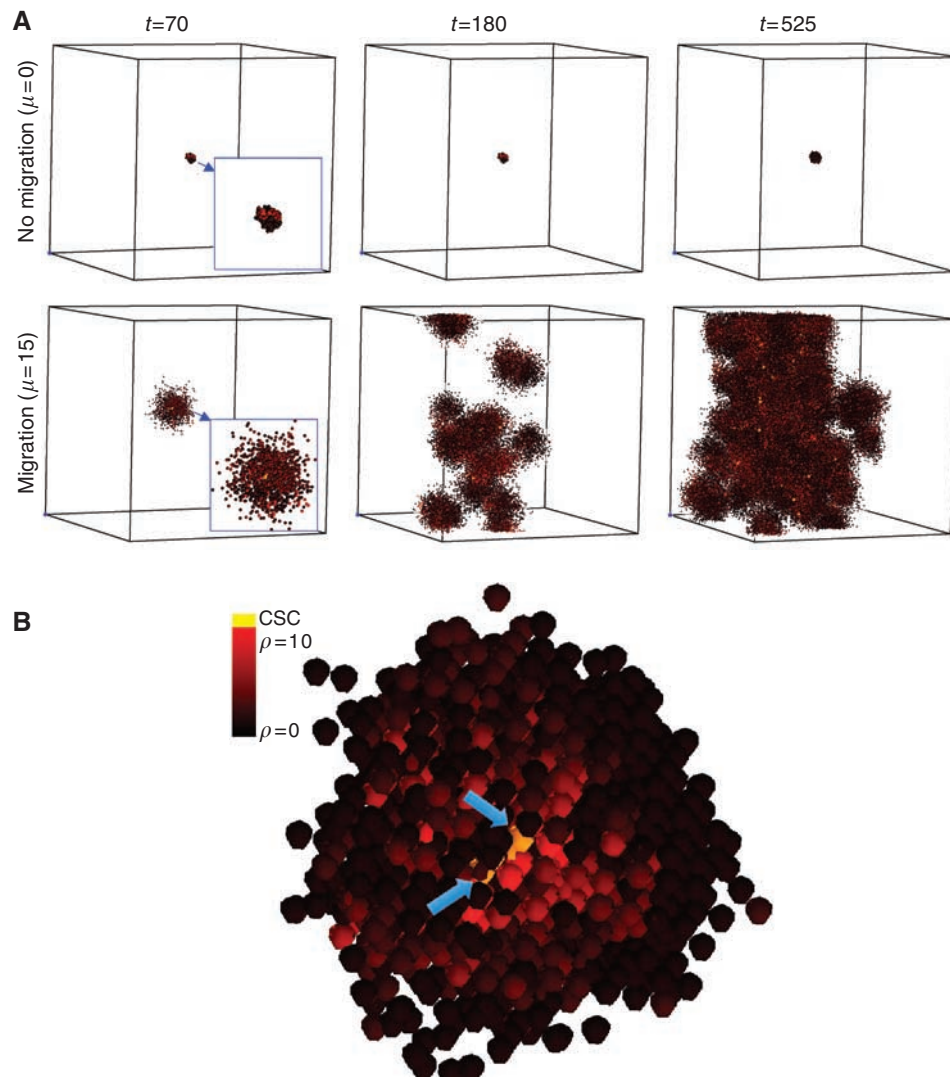 A
t=70 t=180 t=525
No migration (μ=0)
Migration (μ=15)
B
CSC
ρ=10
ρ=0